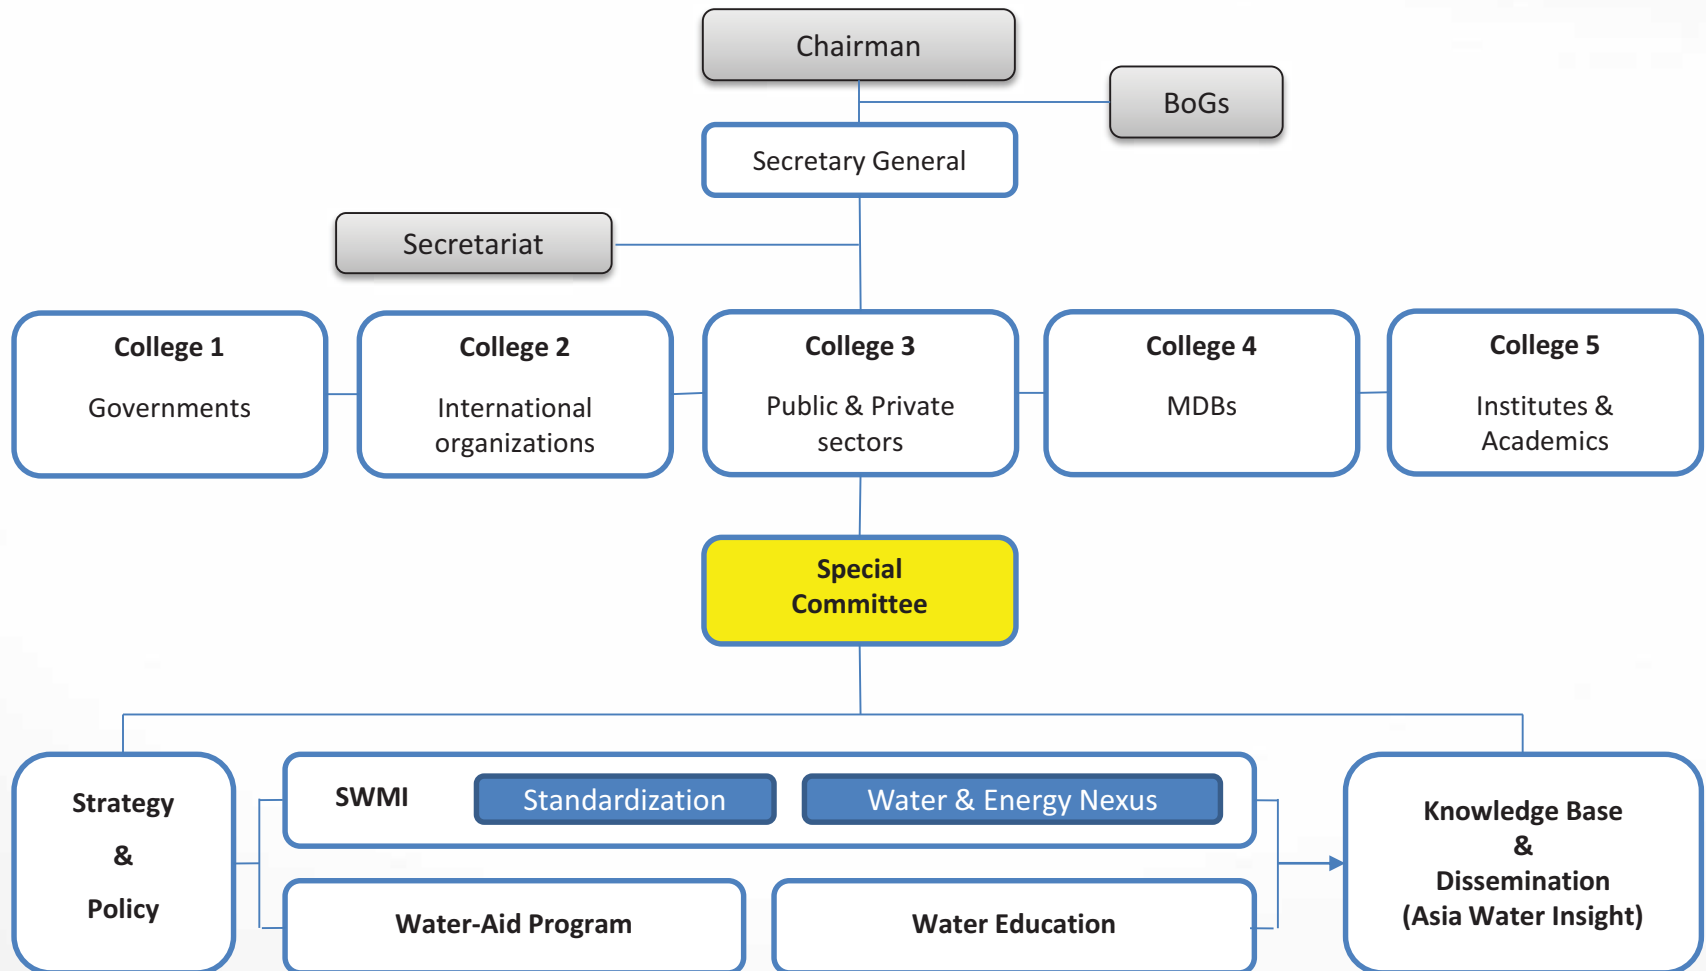 Chairman
BoGs
Secretary General
Secretariat
College 1
Governments
College 2
International
organizations
College 3
Public & Private
sectors
College 4
MDBs
College 5
Institutes &
Academics
Special
Committee
Strategy
&
Policy
SWMI
Standardization
Water & Energy Nexus
Water-Aid Program
Water Education
Knowledge Base
&
Dissemination
(Asia Water Insight)